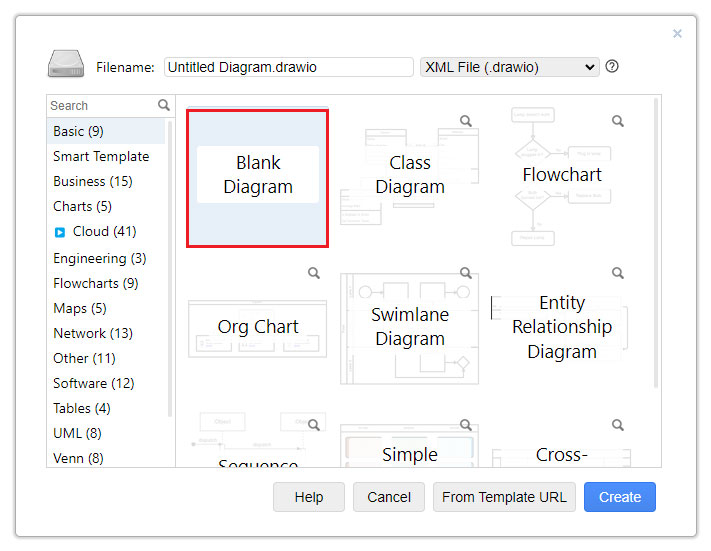 ×
Filename:
Untitled Diagram.drawio
XML File (.drawio)
?
Search
Basic (9)
Smart Template
Business (15)
Charts (5)
Cloud (41)
Engineering (3)
Flowcharts (9)
Maps (5)
Network (13)
Other (11)
Software (12)
Tables (4)
UML (8)
Venn (8)
Blank
Diagram
Class
Diagram
Flowchart
Org Chart
Swimlane
Diagram
Entity
Relationship
Diagram
Object
Object
dispatch
Sequence
Simple
Cross-
Help
Cancel
From Template URL
Create